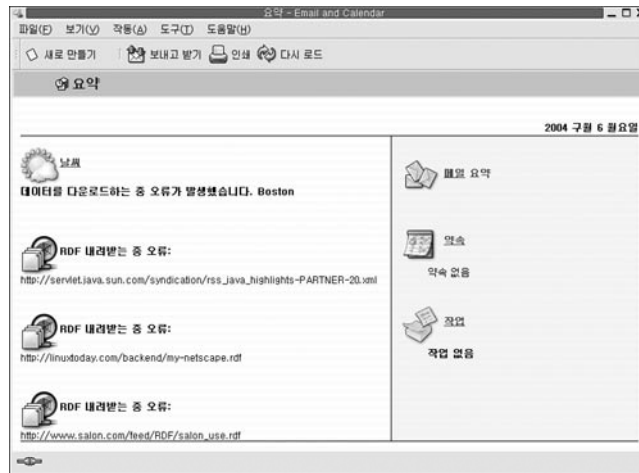 요약 - Email and Calendar
파일(F) 보기(V) 작동(A) 도구(T) 도움말(H)
새로 만들기 보내고 받기 인쇄 다시 로드
요약
2004 구월 6 월요일
날씨
데이터를 다운로드하는 중 오류가 발생했습니다. Boston
RDF 내려받는 중 오류:
http://servlet.java.sun.com/syndication/rss_java_highlights-PARTNER-20.xml
RDF 내려받는 중 오류:
http://linuxtoday.com/backend/my-netscape.rdf
RDF 내려받는 중 오류:
http://www.salon.com/feed/RDF/salon_use.rdf
메일 요약
약속
약속 없음
작업
작업 없음